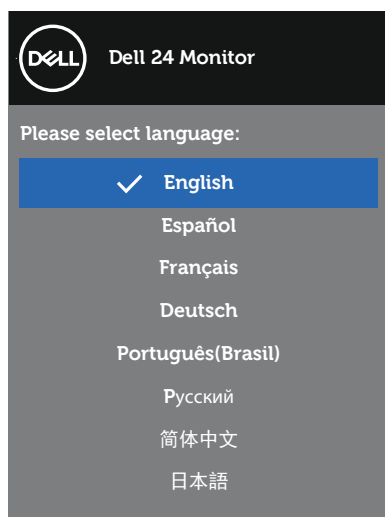 DELL
Dell 24 Monitor
Please select language:
English
Español
Français
Deutsch
Português(Brasil)
Русский
简体中文
日本語